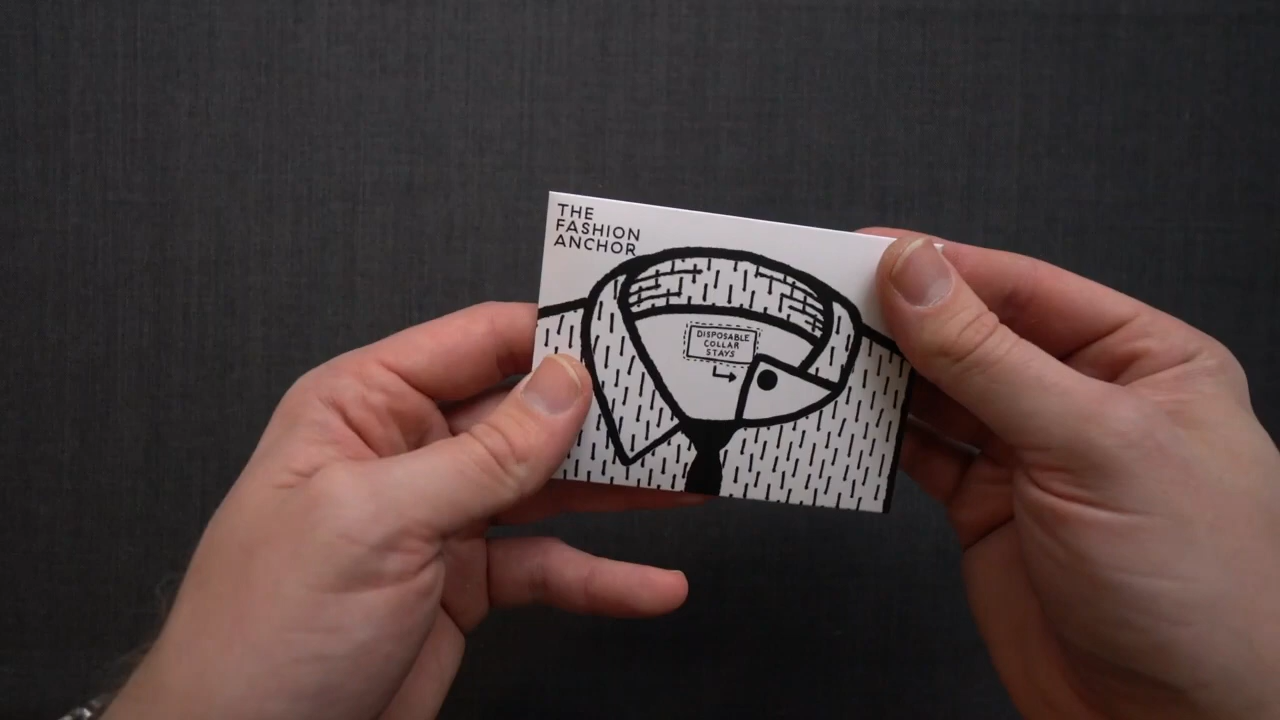 THE
FASHION
ANCHOR
DISPOSABLE
COLLAR
STAYS